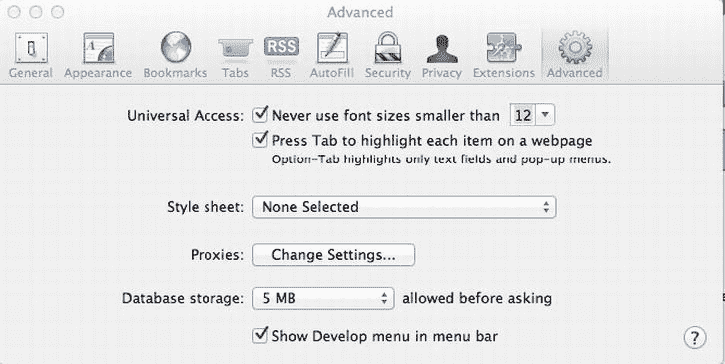 Advanced
General Appearance Bookmarks Tabs RSS RSS AutoFill Security Privacy Extensions Advanced
Universal Access: Never use font sizes smaller than 12
Press Tab to highlight each item on a webpage
Option-Tab highlights only text fields and pop-up menus.
Style sheet: None Selected
Proxies: Change Settings...
Database storage: 5 MB allowed before asking
Show Develop menu in menu bar
?